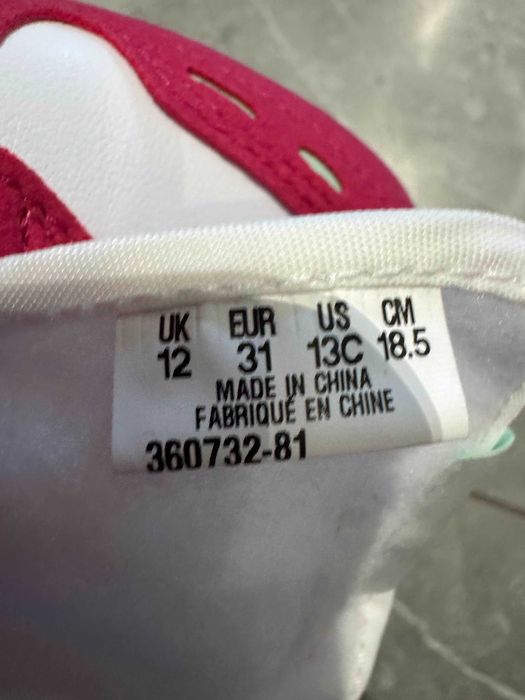 UK EUR US CM
12 31 13C 18.5
MADE IN CHINA
FABRIQUÉ EN CHINE
360732-81